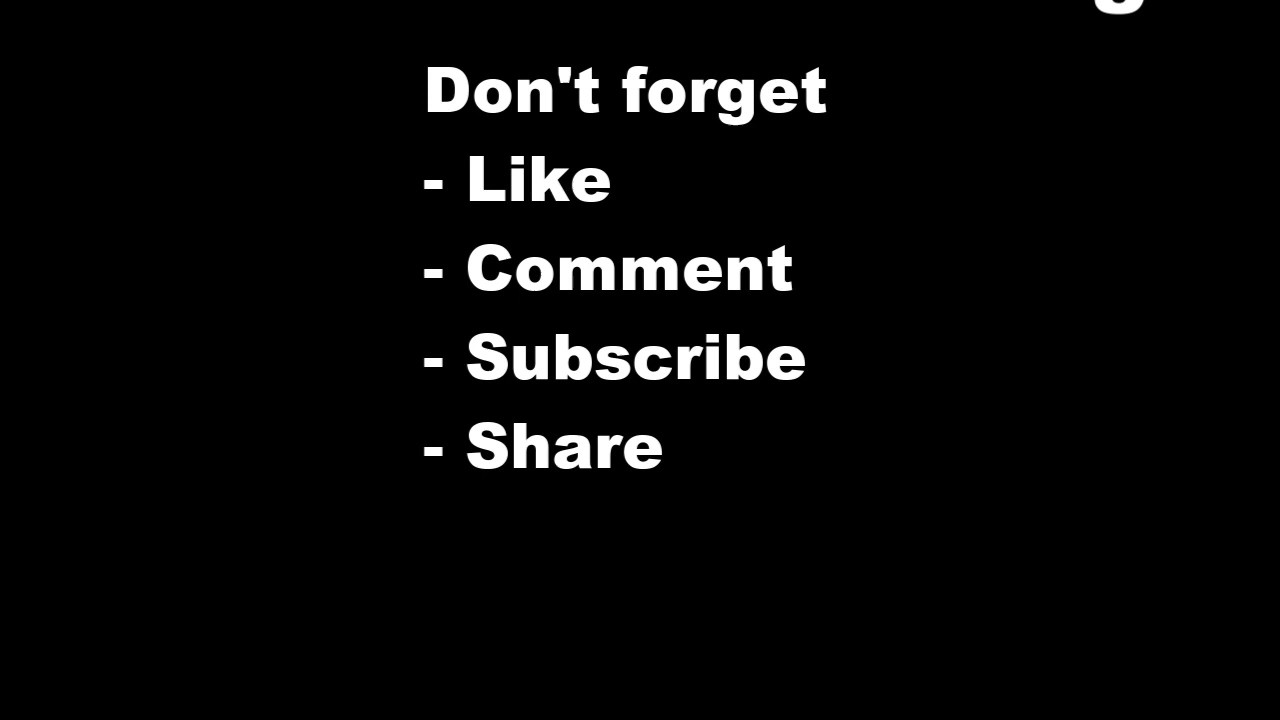 Don't forget
- Like
- Comment
- Subscribe
- Share